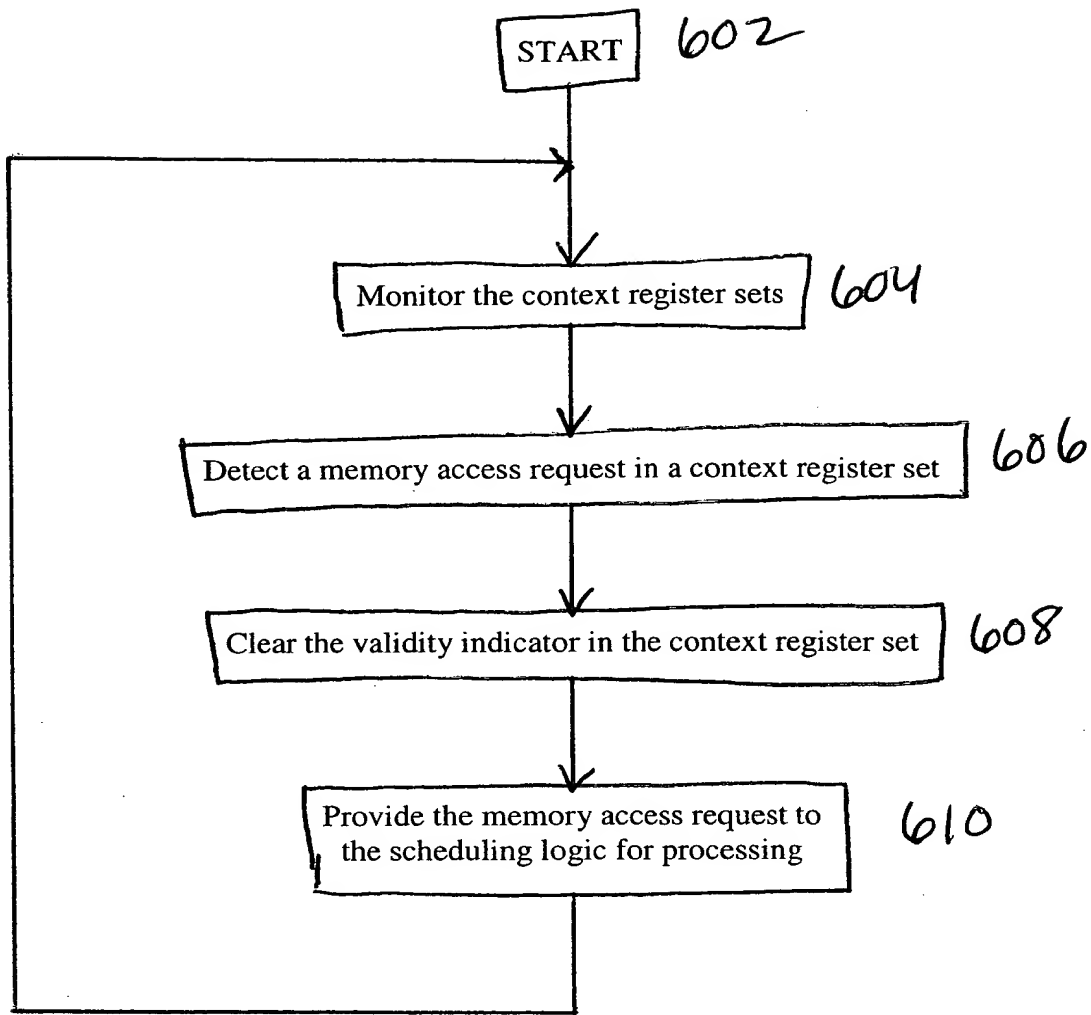 START 602
Monitor the context register sets 604
Detect a memory access request in a context register set 606
Clear the validity indicator in the context register set 608
Provide the memory access request to 610
the scheduling logic for processing